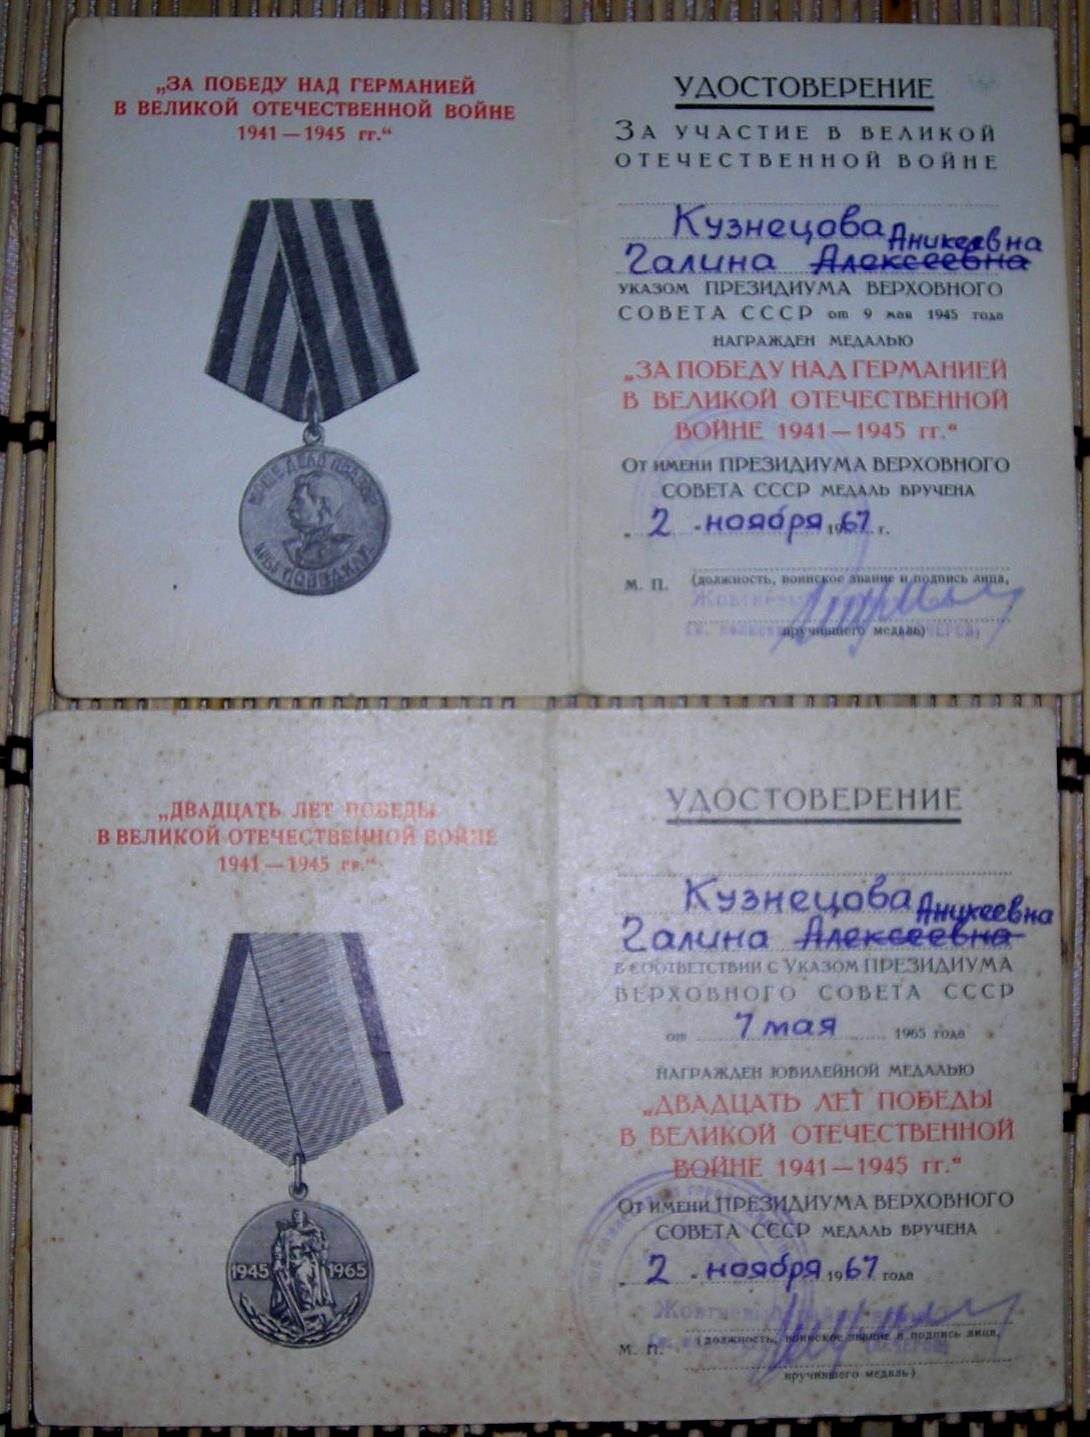 „ЗА ПОБЕДУ НАД ГЕРМАНИЕЙ
В ВЕЛИКОЙ ОТЕЧЕСТВЕННОЙ ВОЙНЕ
1941 — 1945 гг.“
НАШЕ ДЕЛО ПРАВОЕ
МЫ ПОБЕДИЛИ
УДОСТОВЕРЕНИЕ
ЗА УЧАСТИЕ В ВЕЛИКОЙ
ОТЕЧЕСТВЕННОЙ ВОЙНЕ
Кузнецова Аникеевна
Галина Алексеевна
УКАЗОМ ПРЕЗИДИУМА ВЕРХОВНОГО
СОВЕТА СССР от 9 мая 1945 года
НАГРАЖДЕН МЕДАЛЬЮ
„ЗА ПОБЕДУ НАД ГЕРМАНИЕЙ
В ВЕЛИКОЙ ОТЕЧЕСТВЕННОЙ
ВОЙНЕ 1941 — 1945 гг.“
ОТ ИМЕНИ ПРЕЗИДИУМА ВЕРХОВНОГО
СОВЕТА СССР МЕДАЛЬ ВРУЧЕНА
„ 2 “ ноября 1967 г.
М. П. (должность, воинское звание и подпись лица,
вручившего медаль)
„ДВАДЦАТЬ ЛЕТ ПОБЕДЫ
В ВЕЛИКОЙ ОТЕЧЕСТВЕННОЙ ВОЙНЕ
1941 — 1945 гг.“
1945 1965
УДОСТОВЕРЕНИЕ
Кузнецова Аникеевна
Галина Алексеевна
В СООТВЕТСТВИИ С УКАЗОМ ПРЕЗИДИУМА
ВЕРХОВНОГО СОВЕТА СССР
от 7 мая 1965 года
НАГРАЖДЕН ЮБИЛЕЙНОЙ МЕДАЛЬЮ
„ДВАДЦАТЬ ЛЕТ ПОБЕДЫ
В ВЕЛИКОЙ ОТЕЧЕСТВЕННОЙ
ВОЙНЕ 1941 — 1945 гг.“
ОТ ИМЕНИ ПРЕЗИДИУМА ВЕРХОВНОГО
СОВЕТА СССР МЕДАЛЬ ВРУЧЕНА
„ 2 “ ноября 1967 года
М. П. (должность, воинское звание и подпись лица,
вручившего медаль)